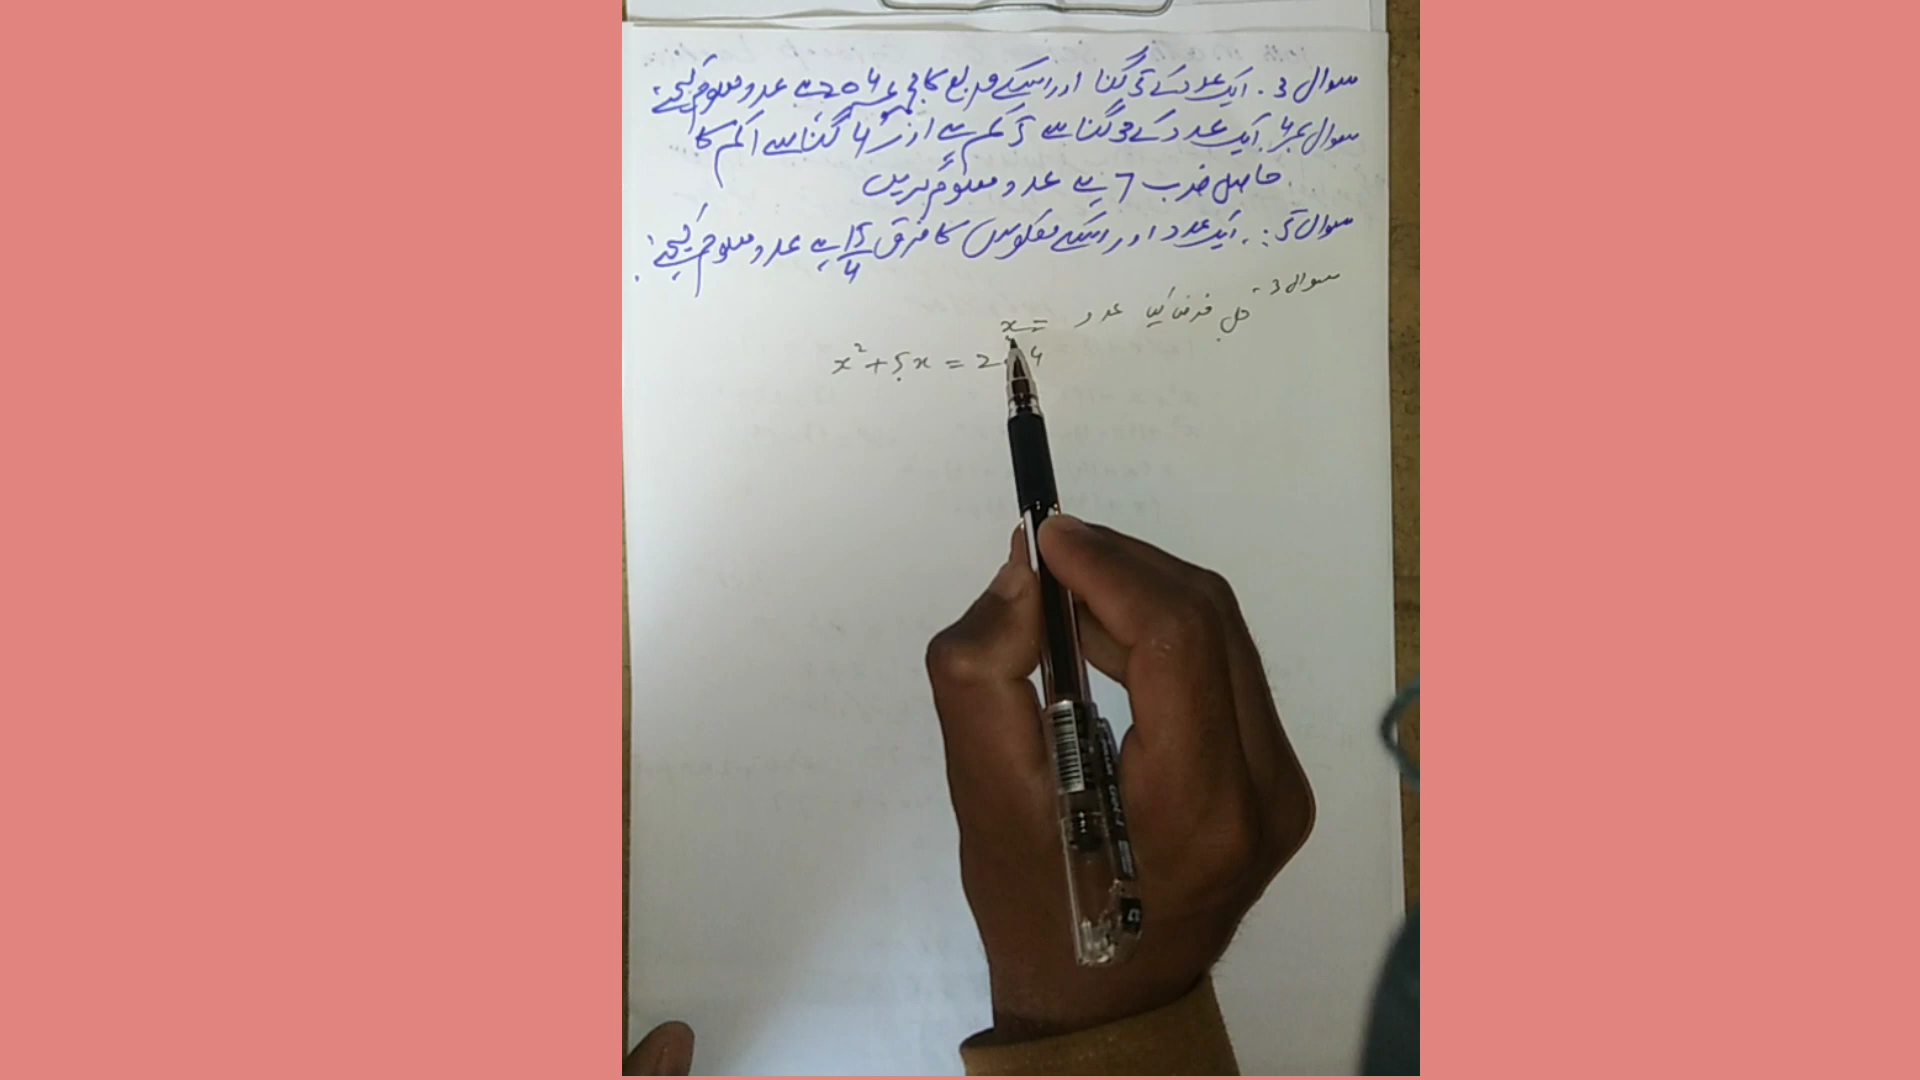 سوال 3. ایک عدد کے 5 گنا اور اسکے مربع کا مجموعہ 204 ہے عدد معلوم کیجئے
سوال نمبر 4. ایک عدد کے 3 گنا سے 5 کم ہے اور 4 گنا سے 1 کم کا
حاصل ضرب 7 ہے عدد معلوم کریں
سوال 5: ایک عدد اور اسکے معکوس کا فرق 15/4 ہے عدد معلوم کیجئے
سوال 3-
حل فرض کیا عدد = x
x² + 5x = 204